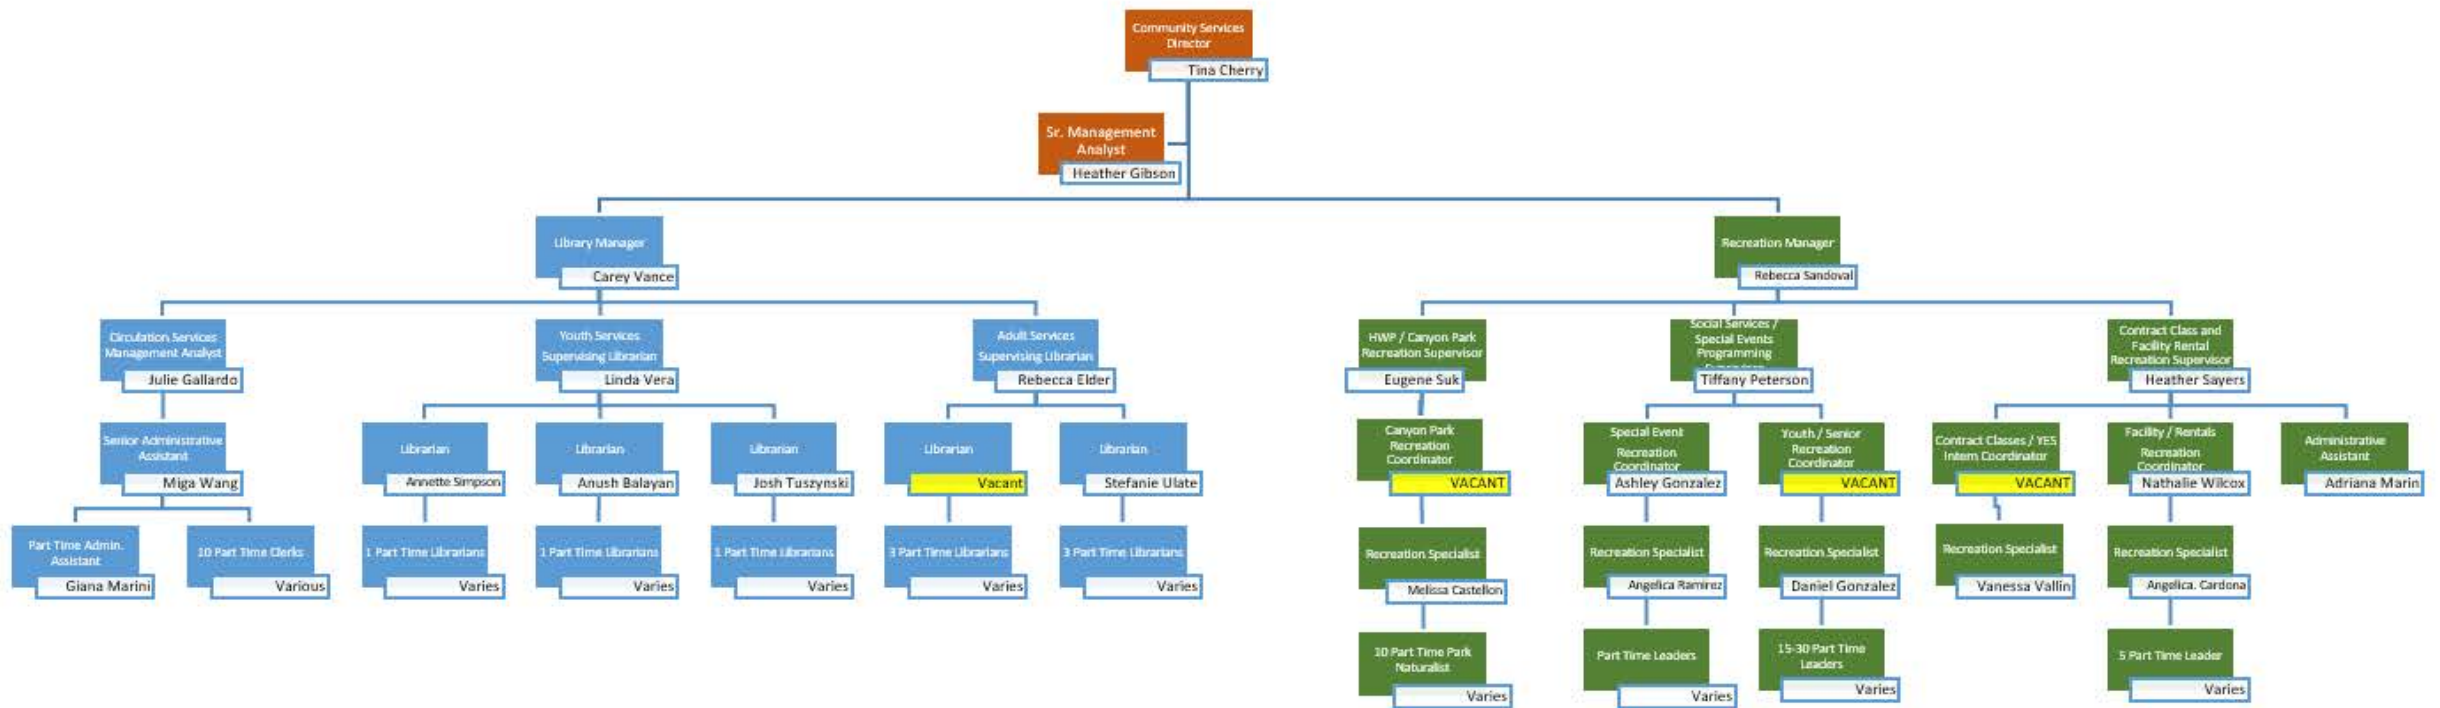 Community Services
Director
Tina Cherry
Sr. Management
Analyst
Heather Gibson
Library Manager
Carey Vance
Recreation Manager
Rebecca Sandoval
Circulation Services
Management Analyst
Julie Gallardo
Youth Services
Supervising Librarian
Linda Vera
Adult Services
Supervising Librarian
Rebecca Elder
HWP / Canyon Park
Recreation Supervisor
Eugene Suk
Social Services /
Special Events
Programming
Tiffany Peterson
Contract Class and
Facility Rental
Recreation Supervisor
Heather Sayers
Senior Administrative
Assistant
Miga Wang
Librarian
Annette Simpson
Librarian
Anush Balayan
Librarian
Josh Tuszynski
Librarian
Vacant
Librarian
Stefanie Ulate
Canyon Park
Recreation
Coordinator
VACANT
Special Event
Recreation
Coordinator
Ashley Gonzalez
Youth / Senior
Recreation
Coordinator
VACANT
Contract Classes / YES
Intern Coordinator
VACANT
Facility / Rentals
Recreation
Coordinator
Nathalie Wilcox
Administrative
Assistant
Adriana Marin
Part Time Admin.
Assistant
Giana Marini
10 Part Time Clerks
Various
1 Part Time Librarians
Varies
1 Part Time Librarians
Varies
1 Part Time Librarians
Varies
3 Part Time Librarians
Varies
3 Part Time Librarians
Varies
Recreation Specialist
Melissa Castellon
Recreation Specialist
Angelica Ramirez
Recreation Specialist
Daniel Gonzalez
Recreation Specialist
Vanessa Vallin
Recreation Specialist
Angelica. Cardona
10 Part Time Park
Naturalist
Varies
Part Time Leaders
Varies
15-30 Part Time
Leaders
Varies
5 Part Time Leader
Varies